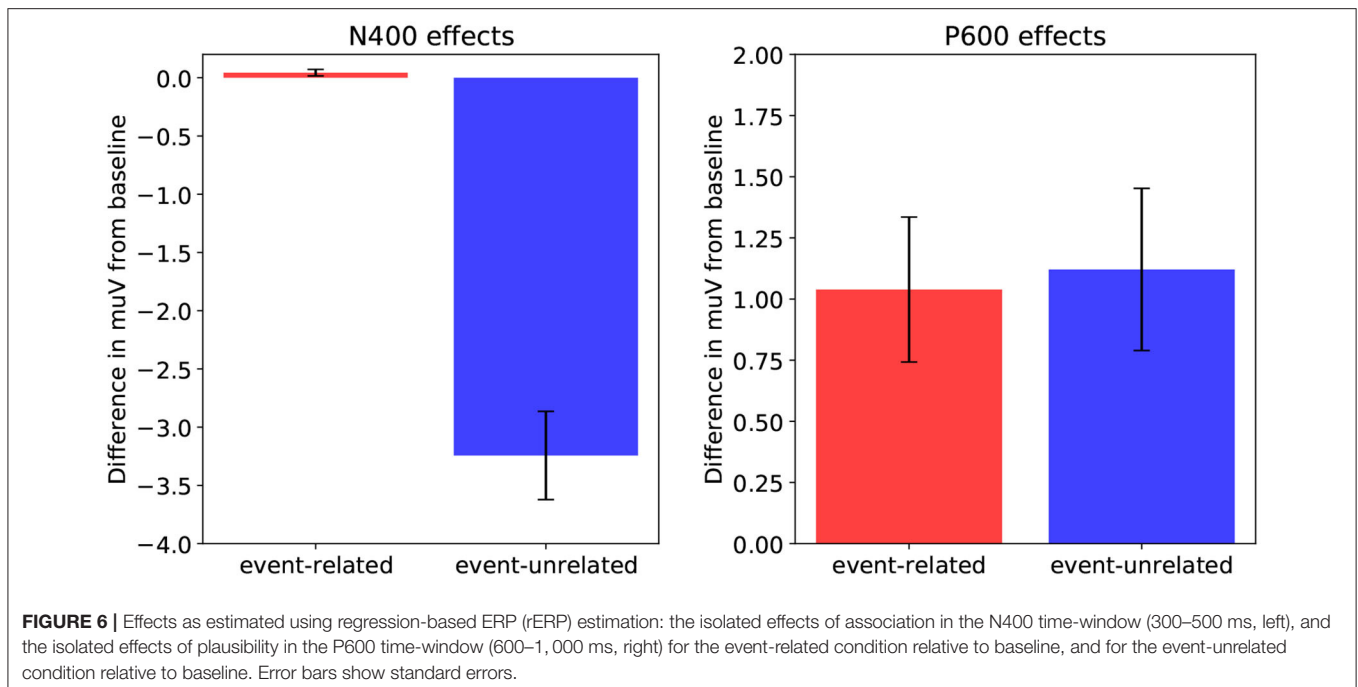 N400 effects
P600 effects
Difference in muV from baseline
0.0
−0.5
−1.0
−1.5
−2.0
−2.5
−3.0
−3.5
−4.0
event-related
event-unrelated
Difference in muV from baseline
2.00
1.75
1.50
1.25
1.00
0.75
0.50
0.25
0.00
event-related
event-unrelated
FIGURE 6 | Effects as estimated using regression-based ERP (rERP) estimation: the isolated effects of association in the N400 time-window (300–500 ms, left), and
the isolated effects of plausibility in the P600 time-window (600–1, 000 ms, right) for the event-related condition relative to baseline, and for the event-unrelated
condition relative to baseline. Error bars show standard errors.